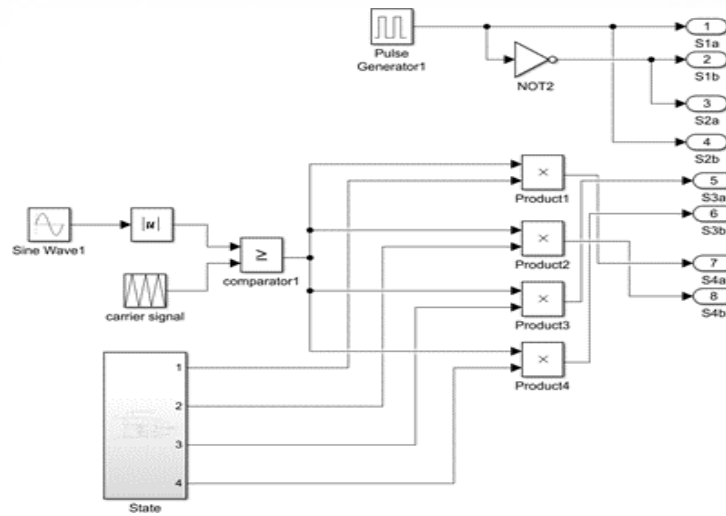 Pulse
Generator1
NOT2
1
S1a
2
S1b
3
S2a
4
S2b
5
S3a
6
S3b
7
S4a
8
S4b
×
Product1
×
Product2
×
Product3
×
Product4
Sine Wave1
|u|
≥
comparator1
carrier signal
1
2
3
4
State